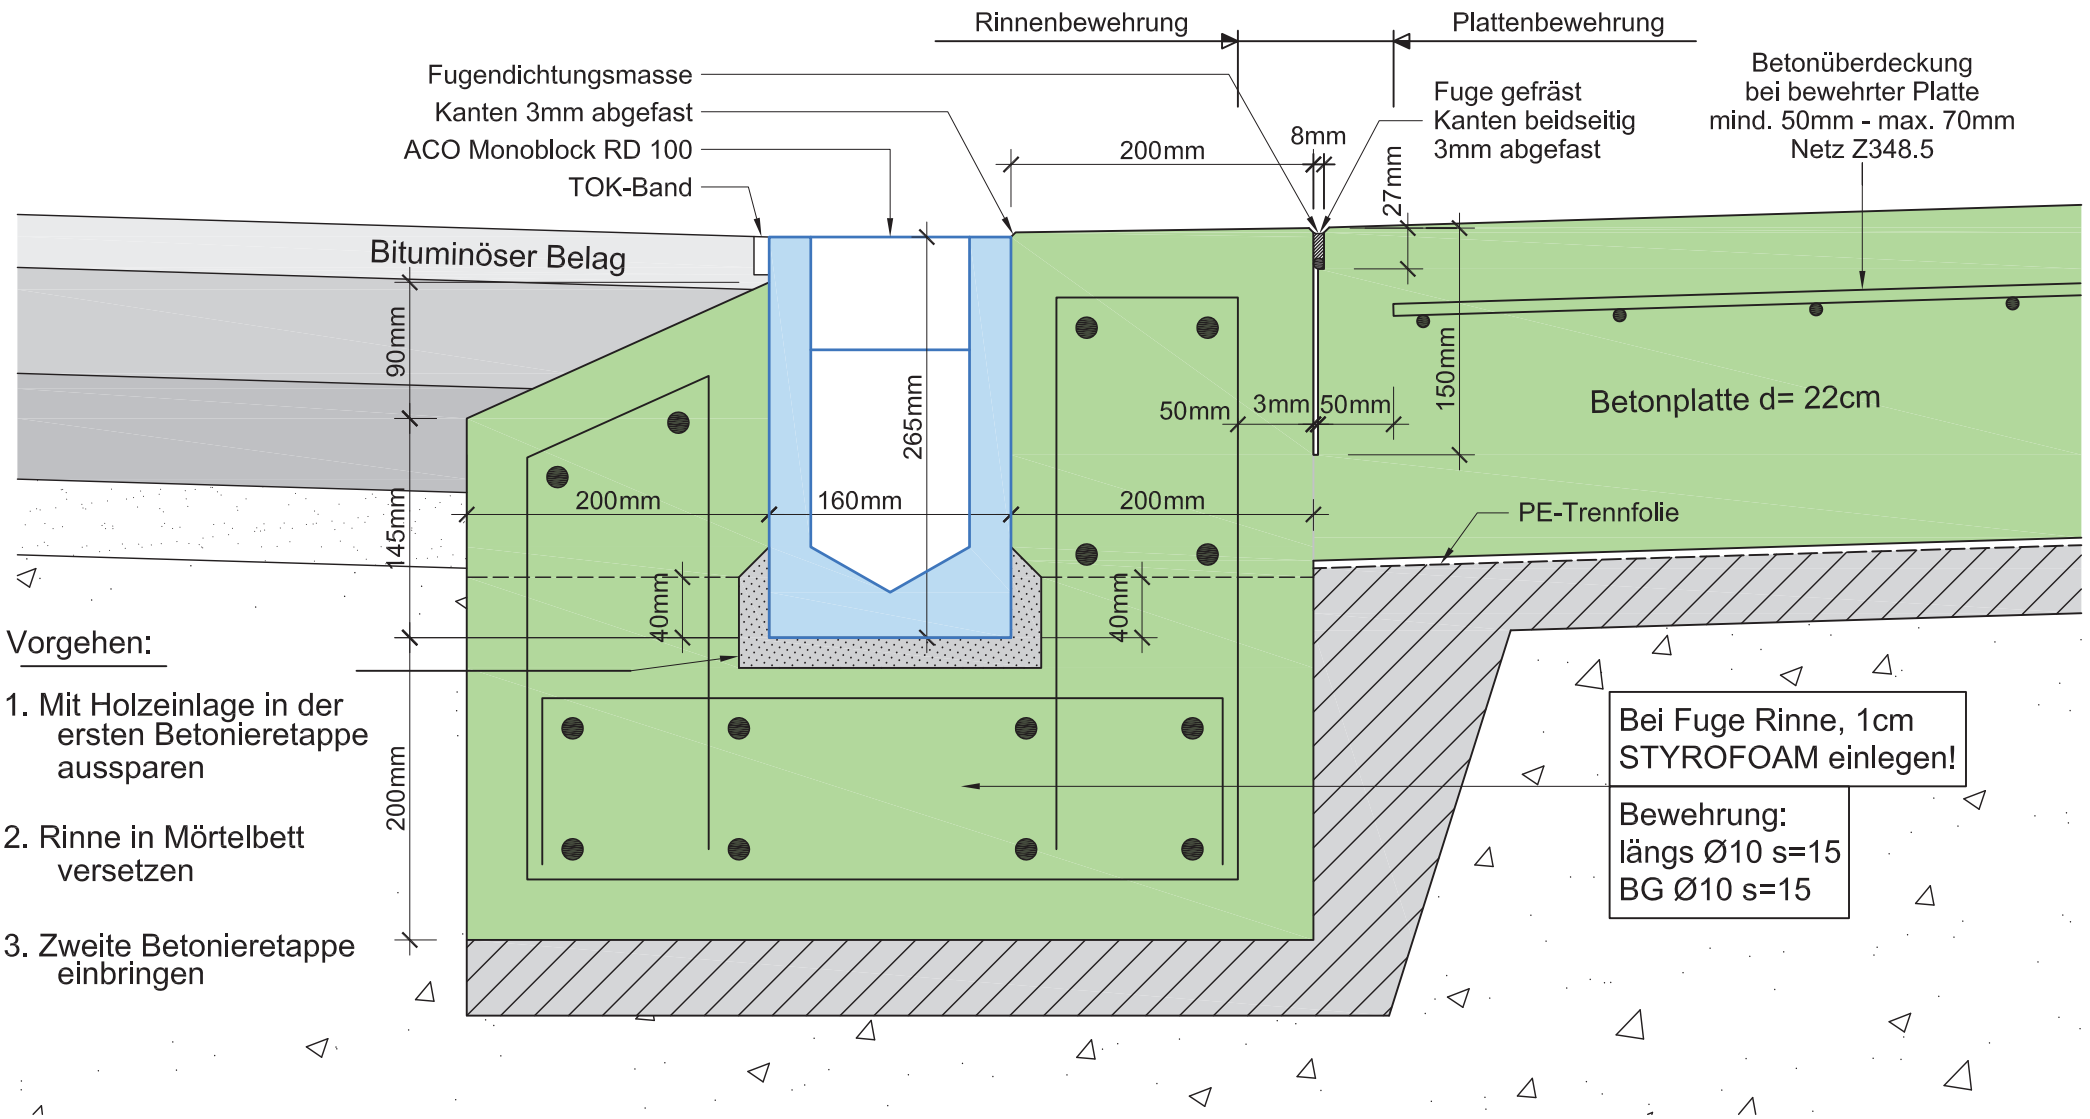 Rinnenbewehrung
Plattenbewehrung
Fugendichtungsmasse
Kanten 3mm abgefast
ACO Monoblock RD 100
TOK-Band
Fuge gefräst
Kanten beidseitig
3mm abgefast
Betonüberdeckung
bei bewehrter Platte
mind. 50mm - max. 70mm
Netz Z348.5
200mm
8mm
27mm
Bituminöser Belag
90mm
265mm
150mm
50mm
3mm
50mm
Betonplatte d= 22cm
145mm
200mm
160mm
200mm
PE-Trennfolie
40mm
40mm
200mm
Vorgehen:
1. Mit Holzeinlage in der
ersten Betonieretappe
aussparen
2. Rinne in Mörtelbett
versetzen
3. Zweite Betonieretappe
einbringen
Bei Fuge Rinne, 1cm
STYROFOAM einlegen!
Bewehrung:
längs Ø10 s=15
BG Ø10 s=15